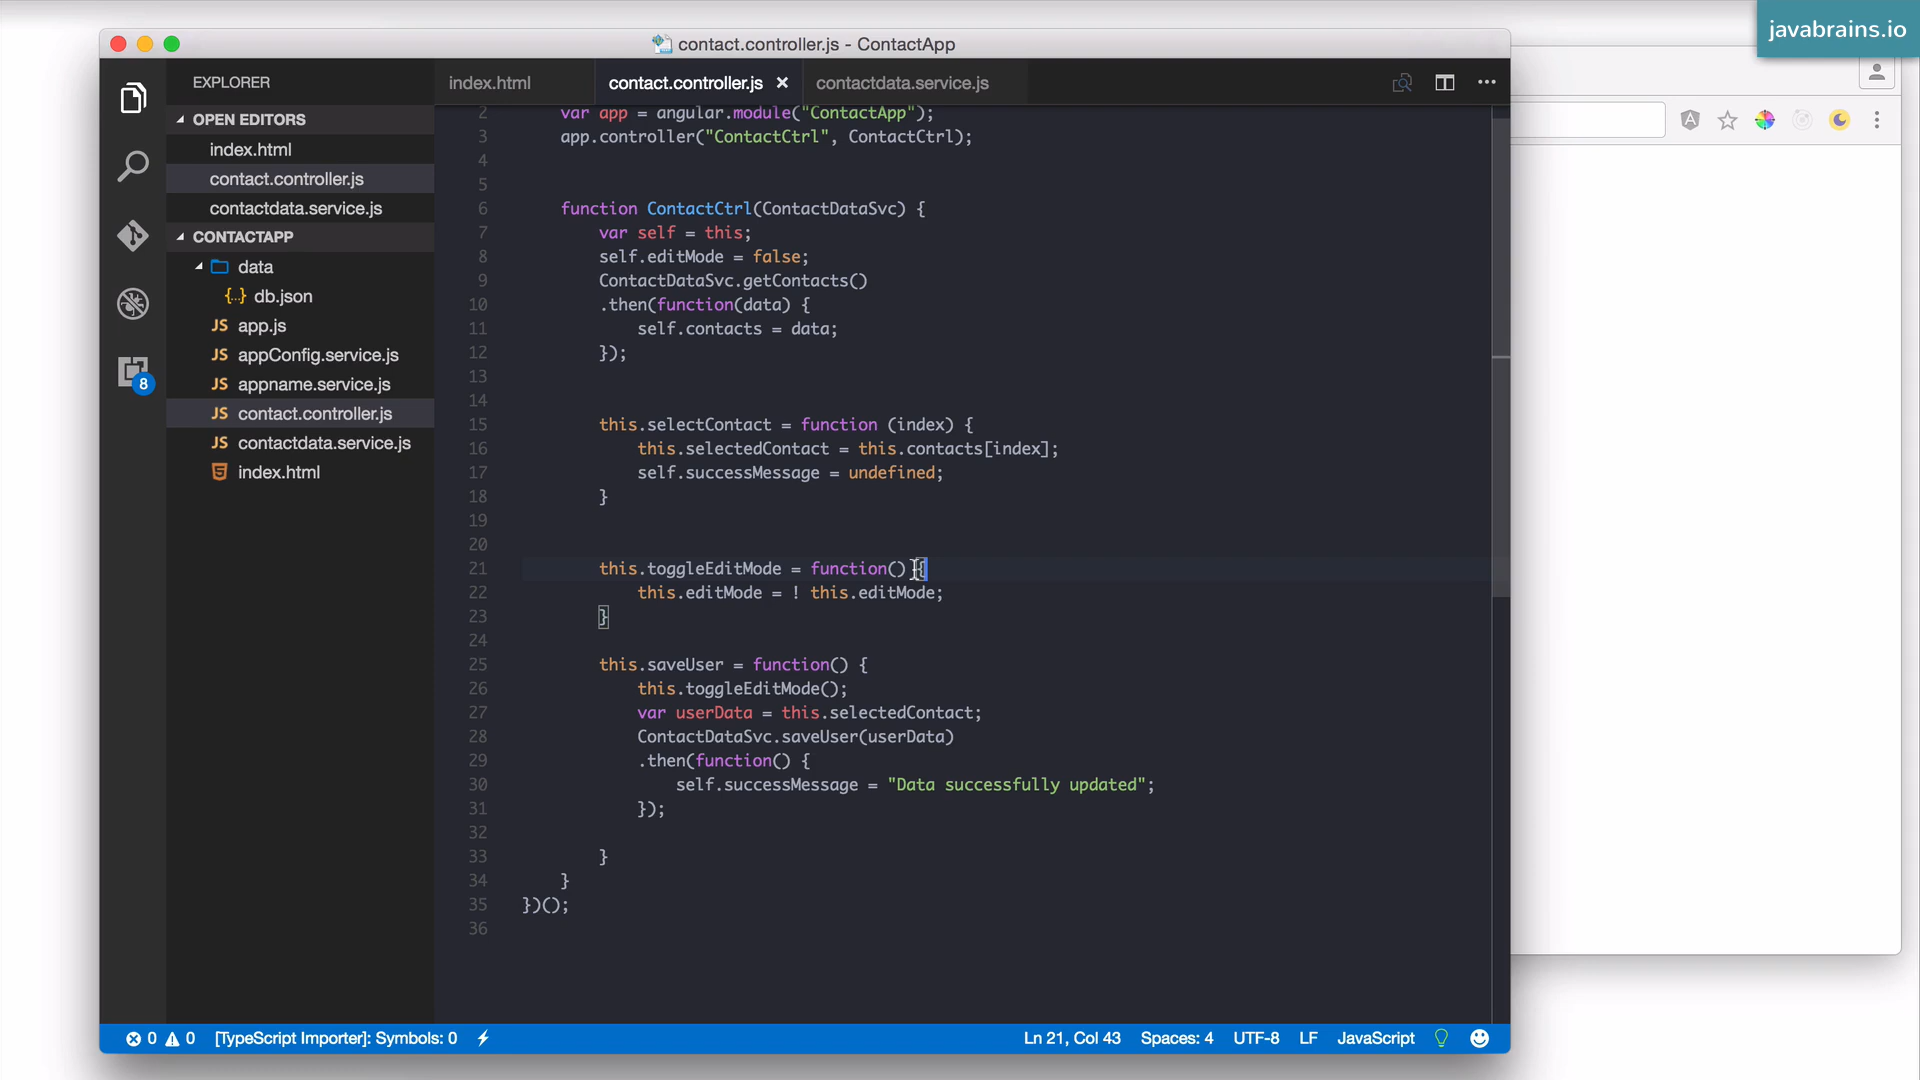 javabrains.io
contact.controller.js - ContactApp
EXPLORER
OPEN EDITORS
index.html
contact.controller.js
contactdata.service.js
CONTACTAPP
data
{..} db.json
JS app.js
JS appConfig.service.js
JS appname.service.js
JS contact.controller.js
JS contactdata.service.js
5 index.html
8
index.html
contact.controller.js ×
contactdata.service.js
2 var app = angular.module("ContactApp");
3 app.controller("ContactCtrl", ContactCtrl);
4
5
6 function ContactCtrl(ContactDataSvc) {
7 var self = this;
8 self.editMode = false;
9 ContactDataSvc.getContacts()
10 .then(function(data) {
11 self.contacts = data;
12 });
13
14
15 this.selectContact = function (index) {
16 this.selectedContact = this.contacts[index];
17 self.successMessage = undefined;
18 }
19
20
21 this.toggleEditMode = function() {
22 this.editMode = ! this.editMode;
23 }
24
25 this.saveUser = function() {
26 this.toggleEditMode();
27 var userData = this.selectedContact;
28 ContactDataSvc.saveUser(userData)
29 .then(function() {
30 self.successMessage = "Data successfully updated";
31 });
32
33 }
34 }
35 })();
36
0 0 [TypeScript Importer]: Symbols: 0
Ln 21, Col 43 Spaces: 4 UTF-8 LF JavaScript